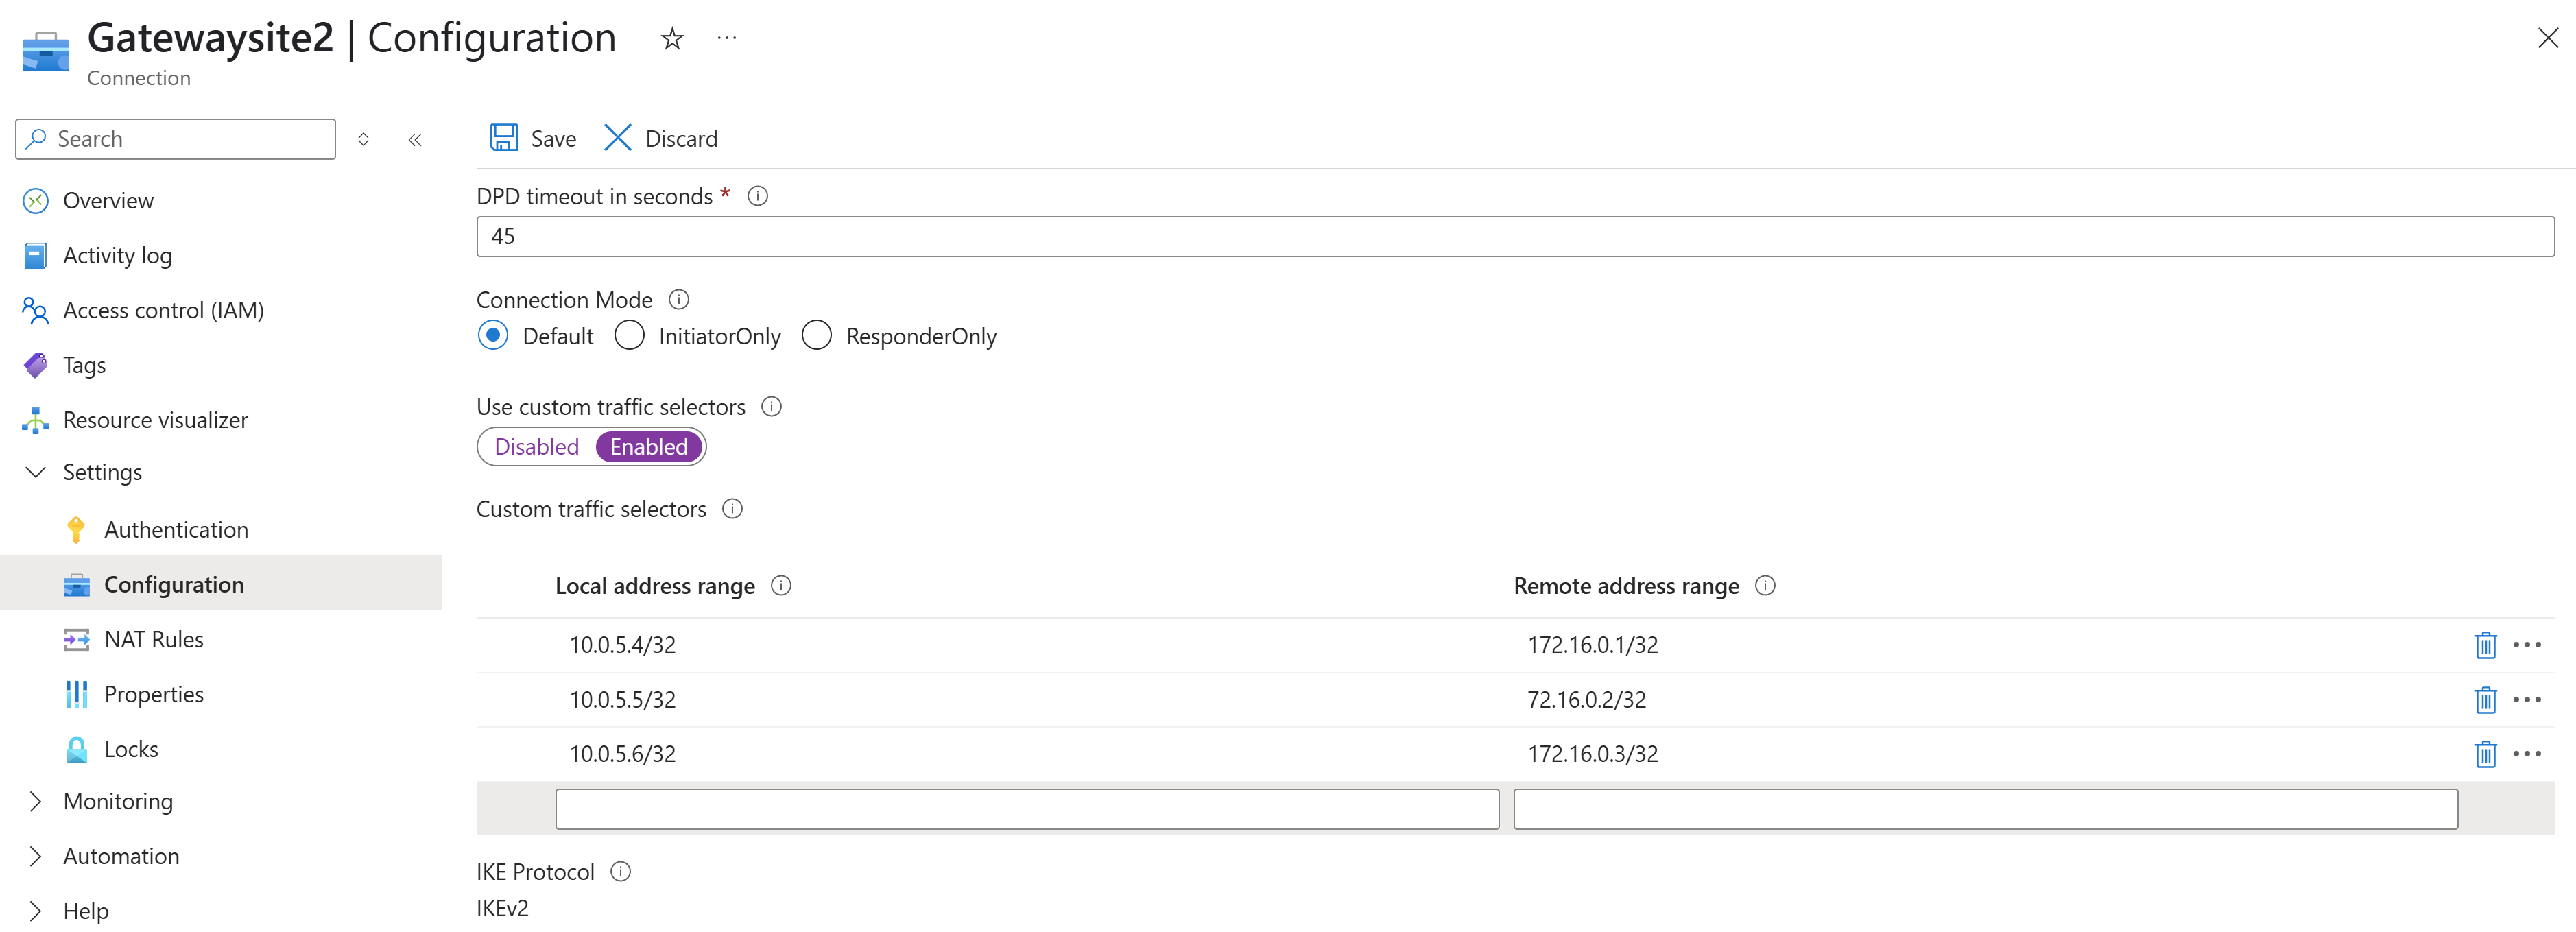 Gatewaysite2 | Configuration
Connection
Search
Overview
Activity log
Access control (IAM)
Tags
Resource visualizer
Settings
Authentication
Configuration
NAT Rules
Properties
Locks
Monitoring
Automation
Help
Save Discard
DPD timeout in seconds *
45
Connection Mode
Default InitiatorOnly ResponderOnly
Use custom traffic selectors
Disabled Enabled
Custom traffic selectors
Local address range Remote address range
10.0.5.4/32 172.16.0.1/32
10.0.5.5/32 72.16.0.2/32
10.0.5.6/32 172.16.0.3/32
IKE Protocol
IKEv2